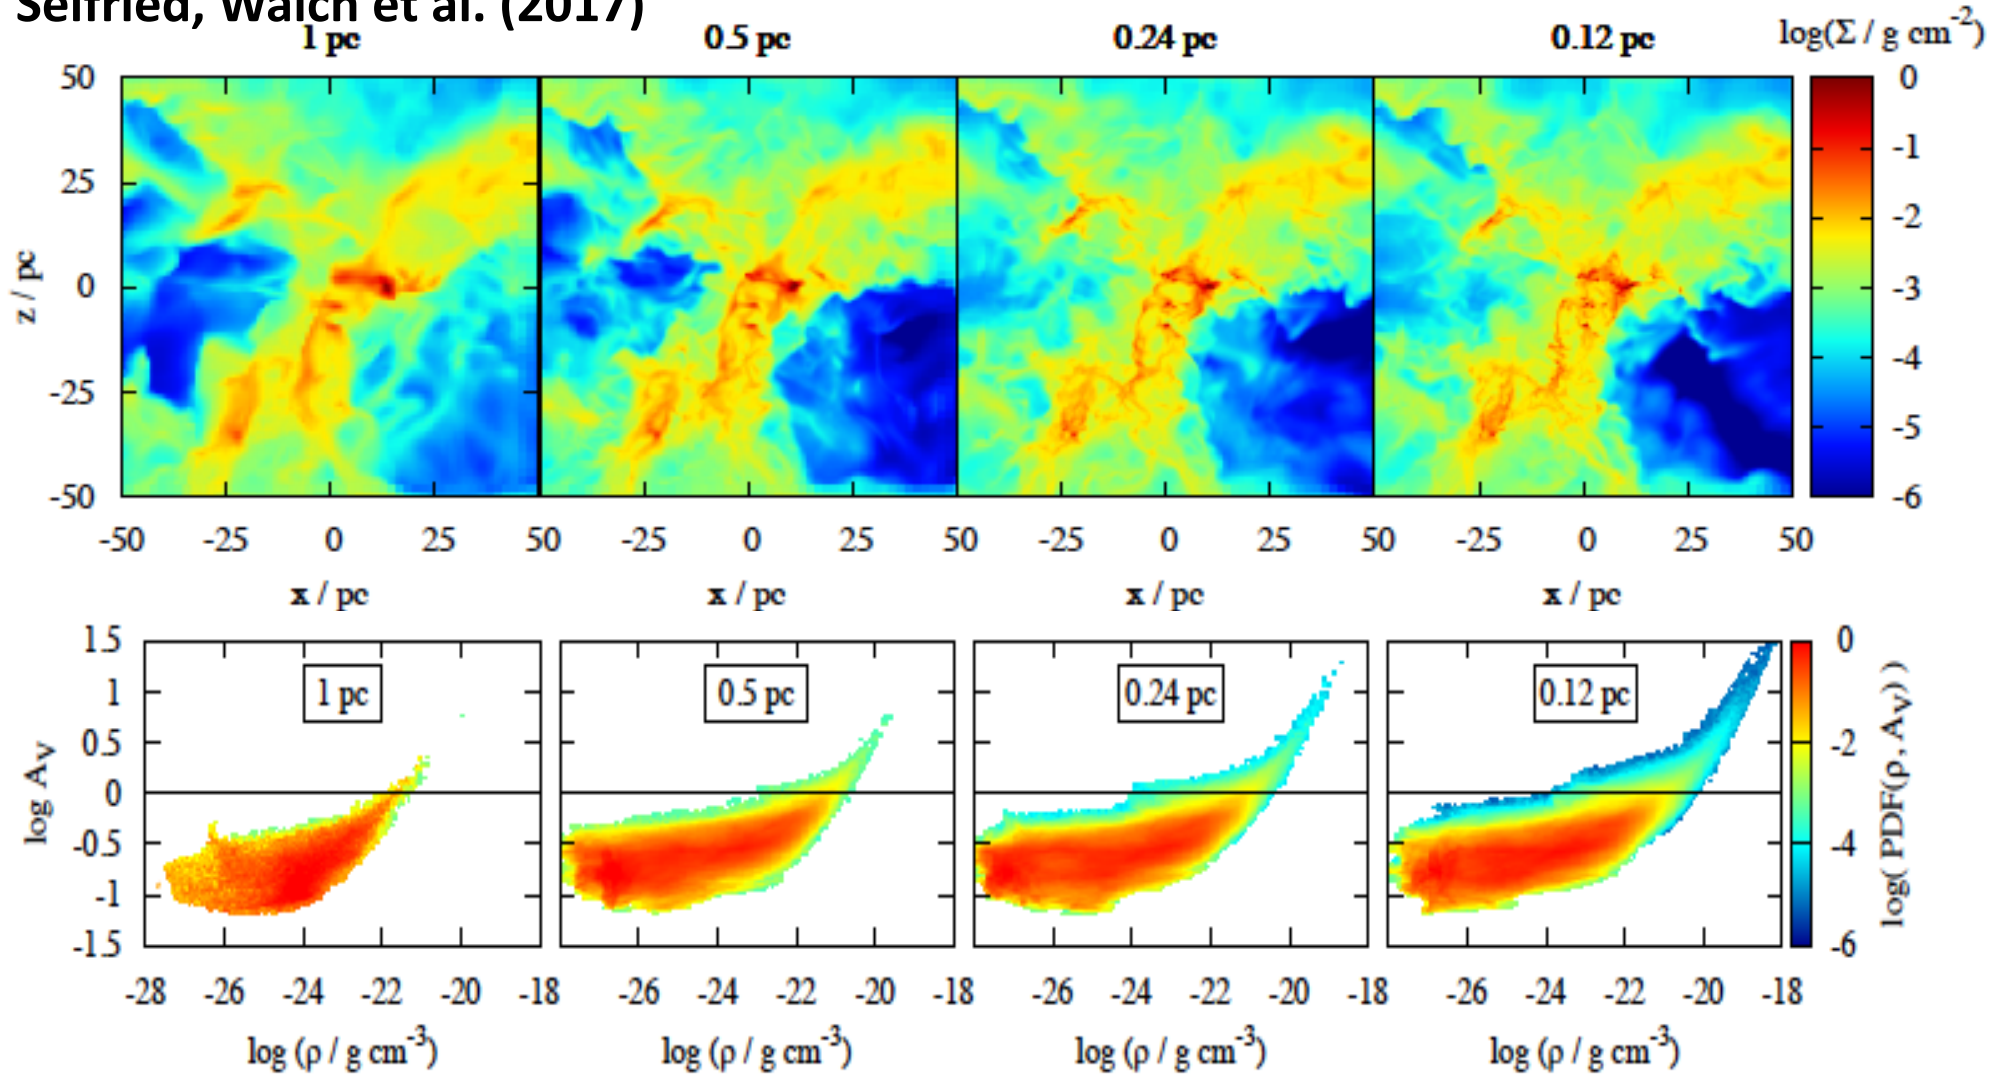 Seifried, Walch et al. (2017)
1 pc 0.5 pc 0.24 pc 0.12 pc log(Σ / g cm⁻²)
50 0
25 -1
0 -2
-25 -3
-50 -4
-5
-6
z / pc
-50 -25 0 25 50 -25 0 25 50 -25 0 25 50 -25 0 25 50
x / pc x / pc x / pc x / pc
1.5 0
1 1 pc 0.5 pc 0.24 pc 0.12 pc
0.5 -2
0
-0.5 -4
-1
-1.5 -6
log Aᵥ
log( PDF(ρ, Aᵥ) )
-28 -26 -24 -22 -20 -18 -26 -24 -22 -20 -18 -26 -24 -22 -20 -18 -26 -24 -22 -20 -18
log (ρ / g cm⁻³) log (ρ / g cm⁻³) log (ρ / g cm⁻³) log (ρ / g cm⁻³)